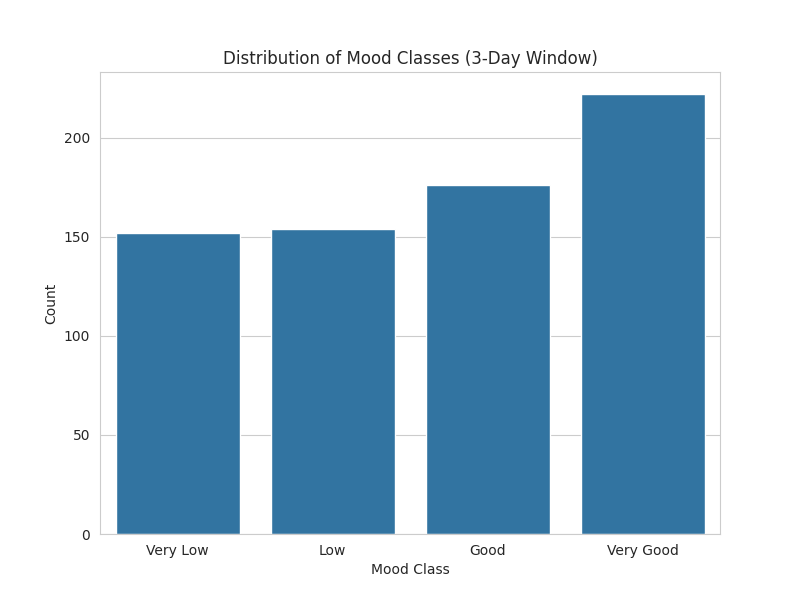 Distribution of Mood Classes (3-Day Window)
200
150
100
50
0
Count
Very Low
Low
Good
Very Good
Mood Class